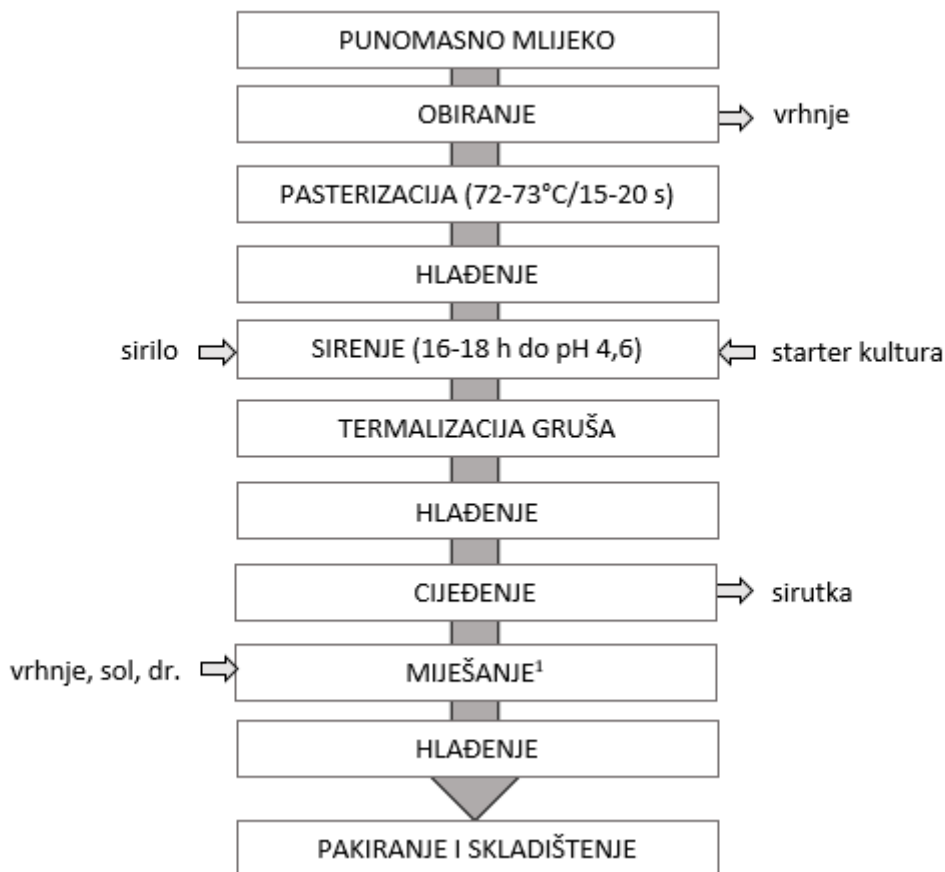 PUNOMASNO MLIJEKO
OBIRANJE
vrhnje
PASTERIZACIJA (72-73°C/15-20 s)
HLAĐENJE
sirilo
SIRENJE (16-18 h do pH 4,6)
starter kultura
TERMALIZACIJA GRUŠA
HLAĐENJE
CIJEĐENJE
sirutka
vrhnje, sol, dr.
MIJEŠANJE¹
HLAĐENJE
PAKIRANJE I SKLADIŠTENJE